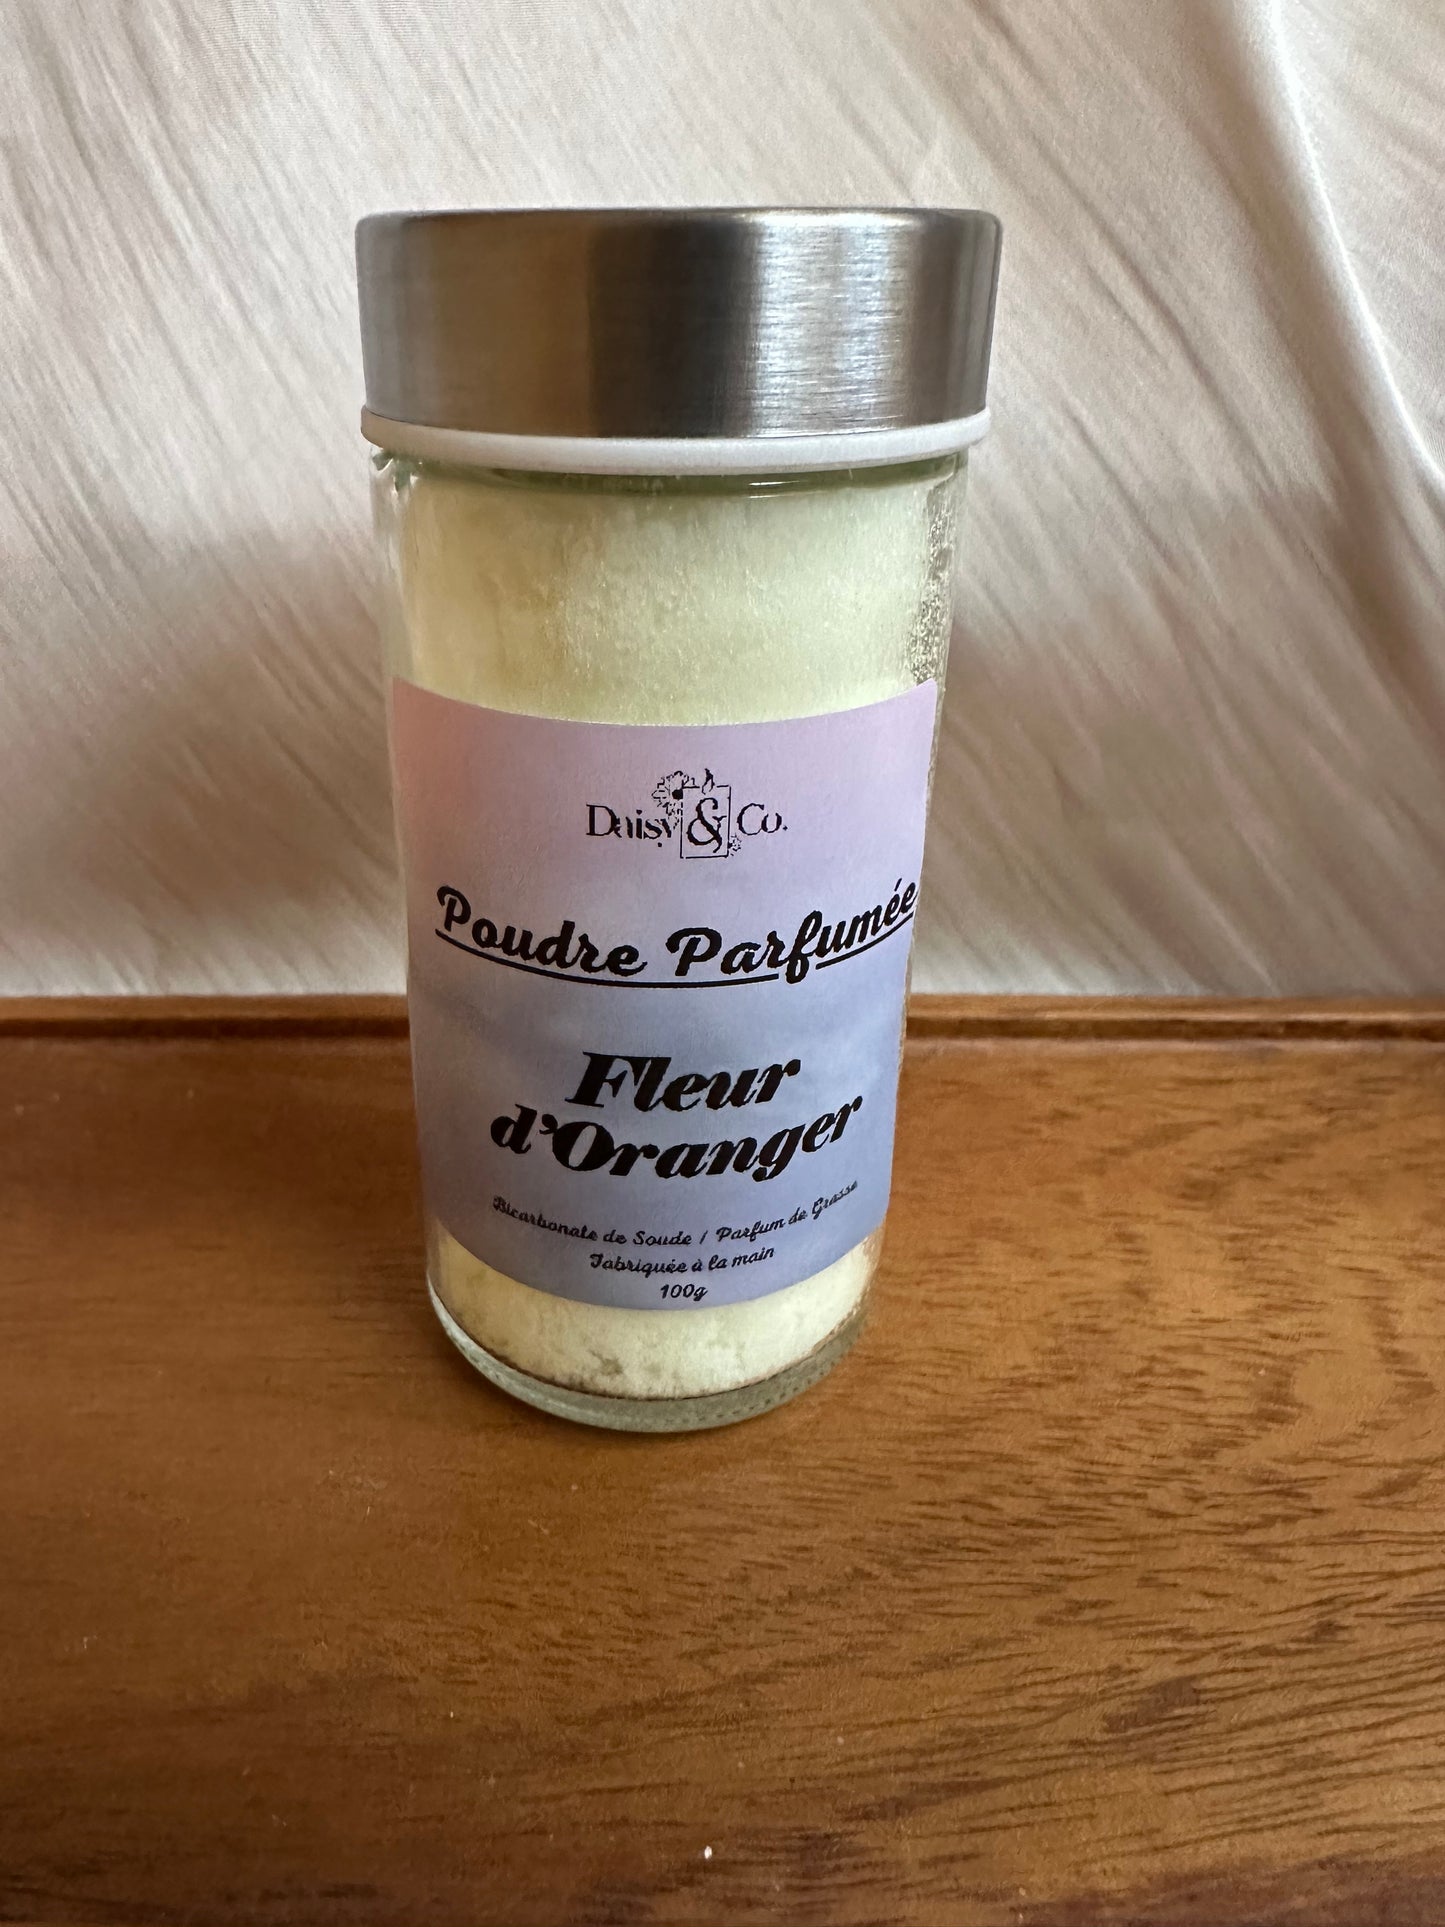 Daisy & Co.
Poudre Parfumée
Fleur
d'Oranger
Bicarbonate de Soude / Parfum de Grasse
Fabriquée à la main
100g